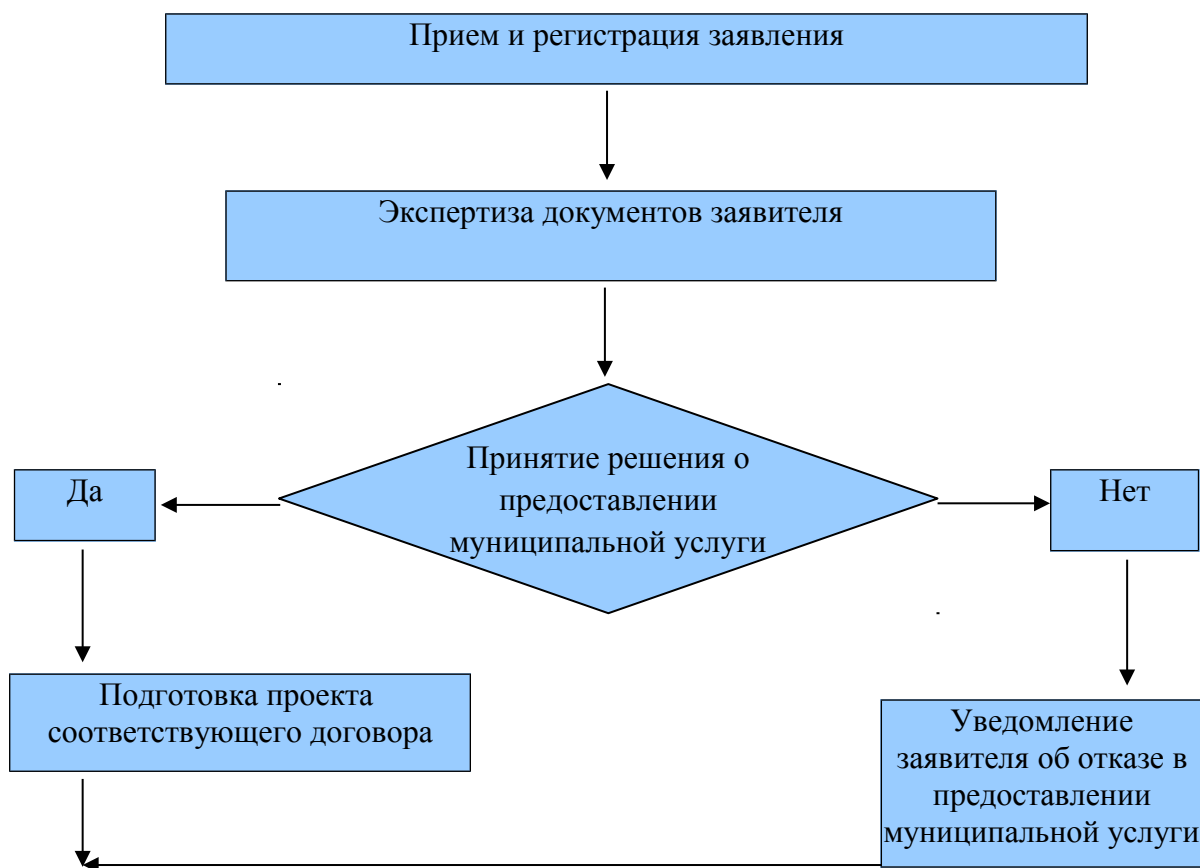 Прием и регистрация заявления
Экспертиза документов заявителя
Принятие решения о
предоставлении
муниципальной услуги
Да
Нет
Подготовка проекта
соответствующего договора
Уведомление
заявителя об отказе в
предоставлении
муниципальной услуги